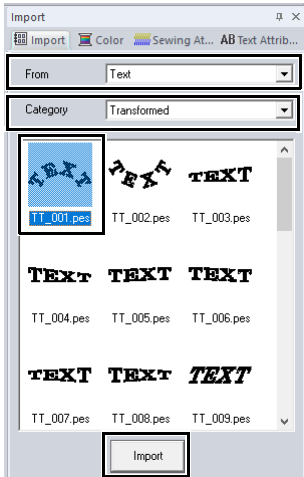 Import
Import Color Sewing At... AB Text Attrib...
From Text
Category Transformed
TEXT TEXT TEXT
TT_001.pes TT_002.pes TT_003.pes
TEXT TEXT TEXT
TT_004.pes TT_005.pes TT_006.pes
TEXT TEXT TEXT
TT_007.pes TT_008.pes TT_009.pes
Import